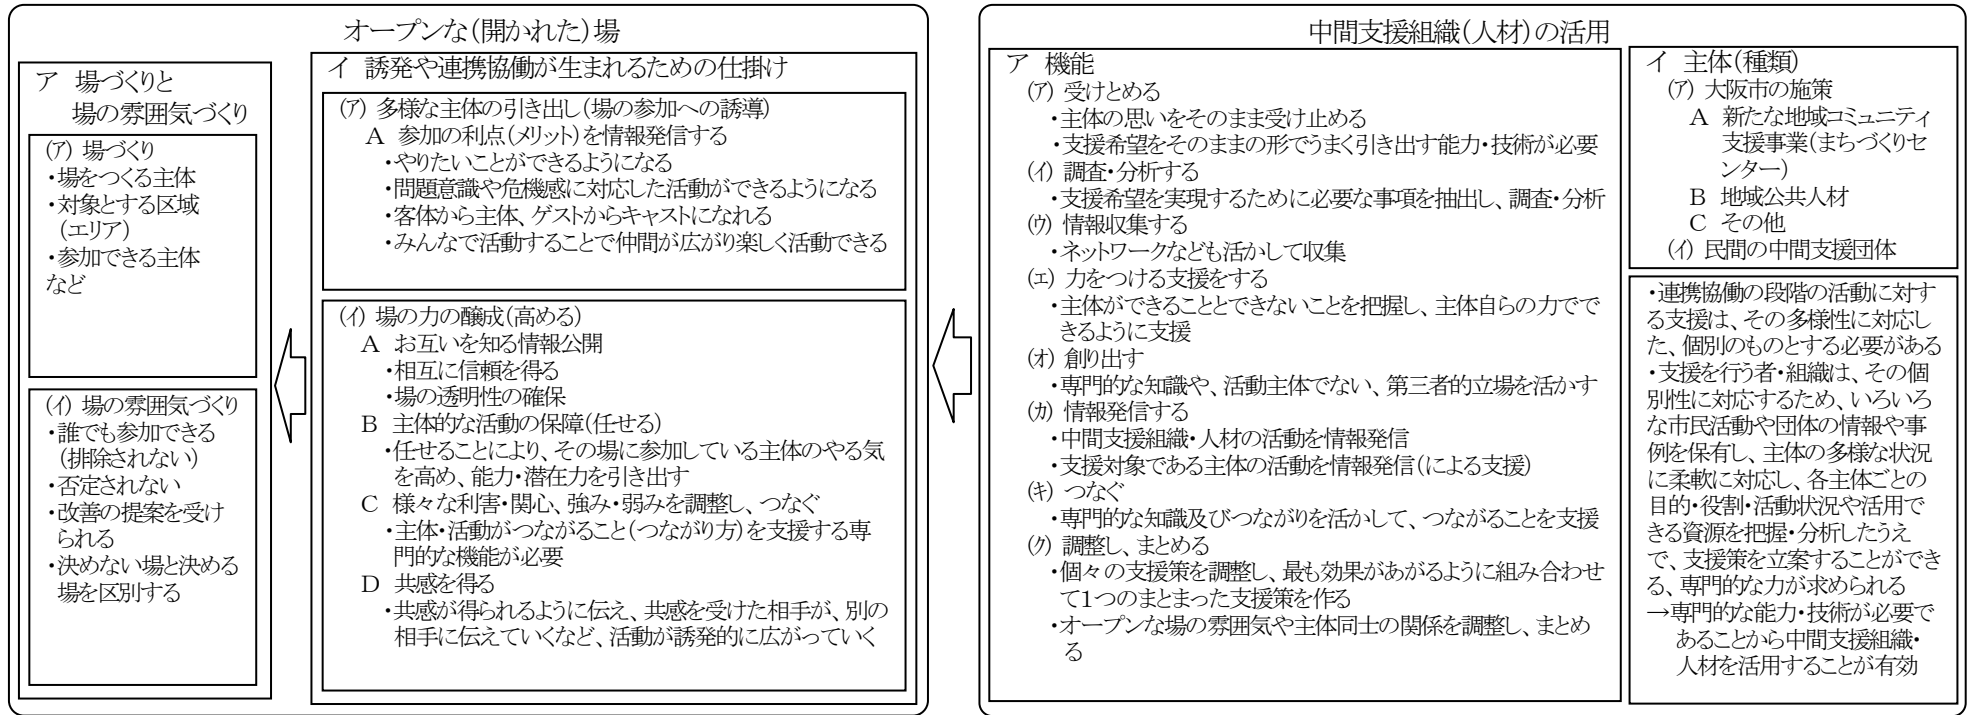 オープンな(開かれた)場
ア 場づくりと
場の雰囲気づくり
(ア) 場づくり
・場をつくる主体
・対象とする区域
(エリア)
・参加できる主体
など
(イ) 場の雰囲気づくり
・誰でも参加できる
(排除されない)
・否定されない
・改善の提案を受け
られる
・決めない場と決める
場を区別する
イ 誘発や連携協働が生まれるための仕掛け
(ア) 多様な主体の引き出し(場の参加への誘導)
A 参加の利点(メリット)を情報発信する
・やりたいことができるようになる
・問題意識や危機感に対応した活動ができるようになる
・客体から主体、ゲストからキャストになれる
・みんなで活動することで仲間が広がり楽しく活動できる
(イ) 場の力の醸成(高める)
A お互いを知る情報公開
・相互に信頼を得る
・場の透明性の確保
B 主体的な活動の保障(任せる)
・任せることにより、その場に参加している主体のやる気
を高め、能力・潜在力を引き出す
C 様々な利害・関心、強み・弱みを調整し、つなぐ
・主体・活動がつながること(つながり方)を支援する専
門的な機能が必要
D 共感を得る
・共感が得られるように伝え、共感を受けた相手が、別の
相手に伝えていくなど、活動が誘発的に広がっていく
中間支援組織(人材)の活用
ア 機能
(ア) 受けとめる
・主体の思いをそのまま受け止める
・支援希望をそのままの形でうまく引き出す能力・技術が必要
(イ) 調査・分析する
・支援希望を実現するために必要な事項を抽出し、調査・分析
(ウ) 情報収集する
・ネットワークなども活かして収集
(エ) 力をつける支援をする
・主体ができることとできないことを把握し、主体自らの力でで
きるように支援
(オ) 創り出す
・専門的な知識や、活動主体でない、第三者的立場を活かす
(カ) 情報発信する
・中間支援組織・人材の活動を情報発信
・支援対象である主体の活動を情報発信(による支援)
(キ) つなぐ
・専門的な知識及びつながりを活かして、つながることを支援
(ク) 調整し、まとめる
・個々の支援策を調整し、最も効果があがるように組み合わせ
て1つのまとまった支援策を作る
・オープンな場の雰囲気や主体同士の関係を調整し、まとめ
る
イ 主体(種類)
(ア) 大阪市の施策
A 新たな地域コミュニティ
支援事業(まちづくりセ
ンター)
B 地域公共人材
C その他
(イ) 民間の中間支援団体
・連携協働の段階の活動に対す
る支援は、その多様性に対応し
た、個別のものとする必要がある
・支援を行う者・組織は、その個
別性に対応するため、いろいろ
な市民活動や団体の情報や事
例を保有し、主体の多様な状況
に柔軟に対応し、各主体ごとの
目的・役割・活動状況や活用で
きる資源を把握・分析したうえ
で、支援策を立案することができ
る、専門的な力が求められる
→専門的な能力・技術が必要で
あることから中間支援組織・
人材を活用することが有効